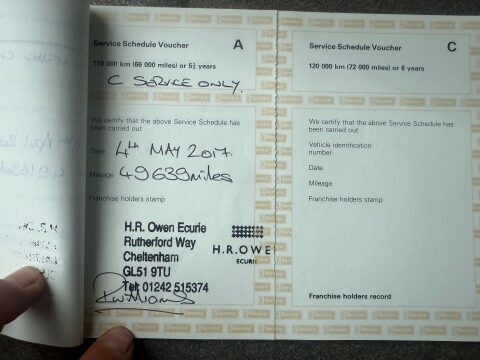 Service Schedule Voucher A
110 000 km (66 000 miles) or 5½ years
C SERVICE ONLY.
We certify that the above Service Schedule has
been carried out
Date 4th MAY 2017.
Mileage 49639miles
Franchise holders stamp
H.R. Owen Ecurie
Rutherford Way
Cheltenham
GL51 9TU
Tel: 01242 515374
H.R.OWE
ECURIE
Service Schedule Voucher C
120 000 km (72 000 miles) or 6 years
We certify that the above Service Schedule has
been carried out.
Vehicle identification
number
Date
Mileage
Franchise holders stamp
Franchise holders record